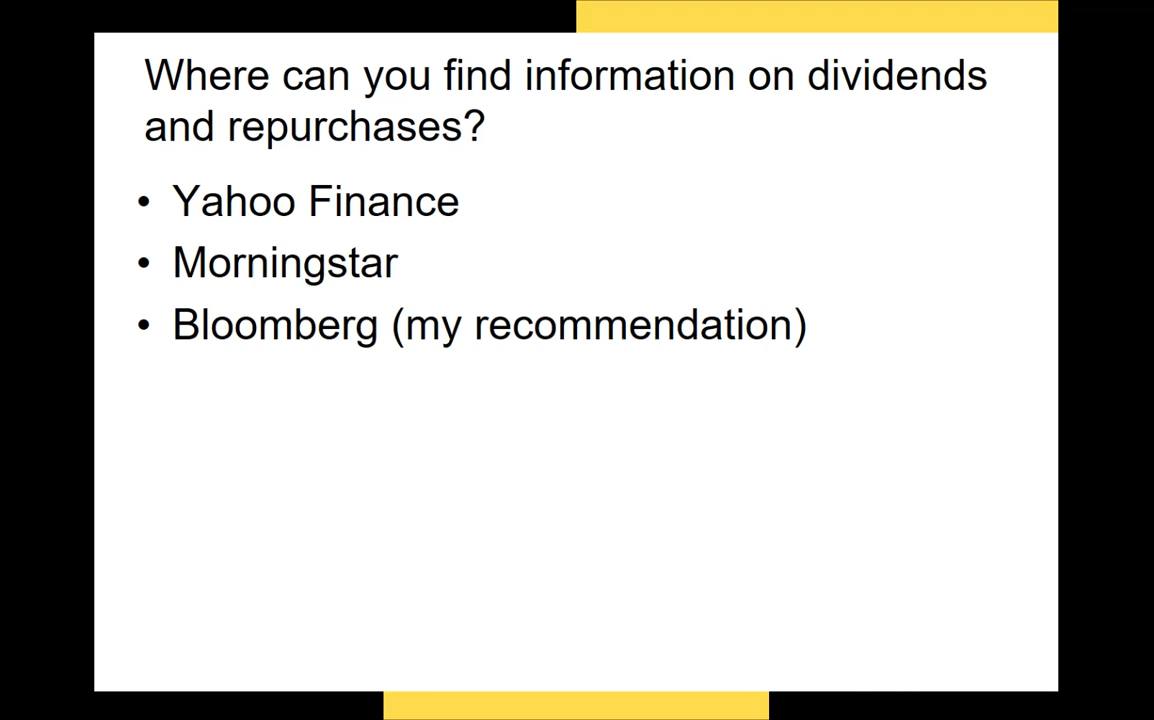 Where can you find information on dividends
and repurchases?
• Yahoo Finance
• Morningstar
• Bloomberg (my recommendation)